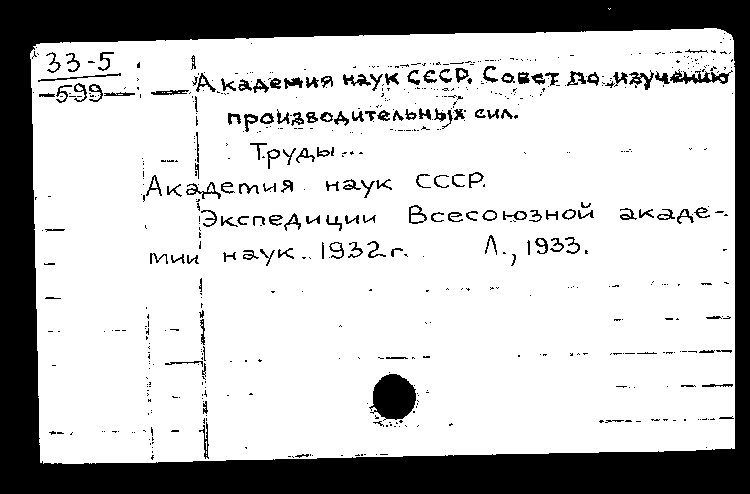 33-5
599
Академия наук СССР. Совет по изучению
производительных сил.
Труды...
Академия наук СССР.
Экспедиции Всесоюзной акаде-
мии наук. 1932 г. Л., 1933.